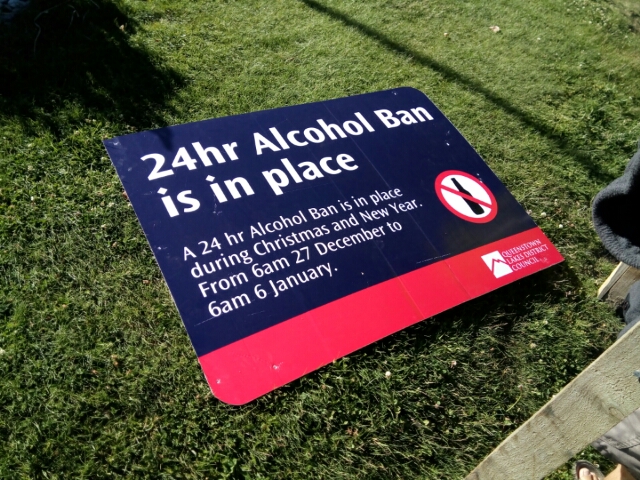 24hr Alcohol Ban
is in place
A 24 hr Alcohol Ban is in place
during Christmas and New Year.
From 6am 27 December to
6am 6 January.
QUEENSTOWN
LAKES DISTRICT
COUNCIL